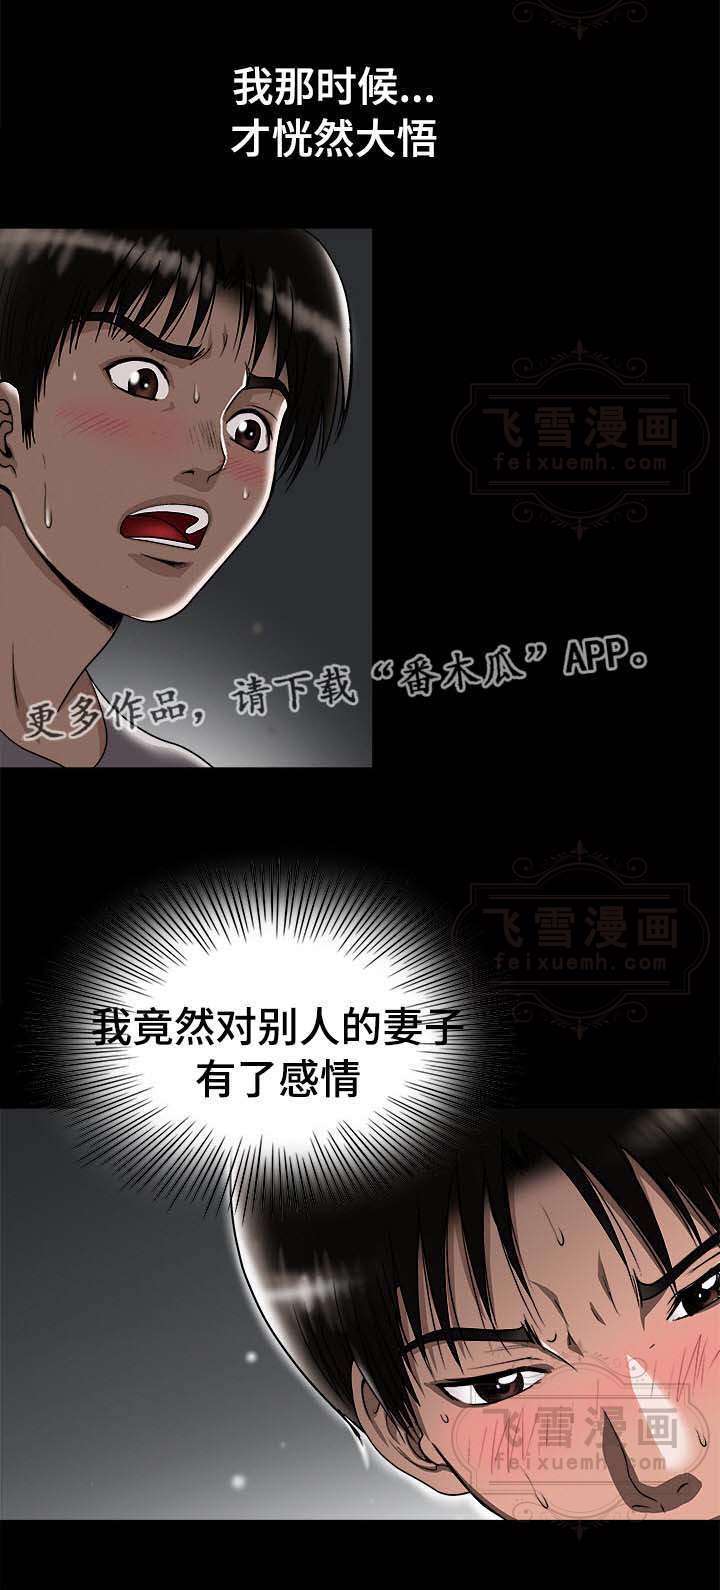 我那时候...
才恍然大悟
飞雪漫画
feixuemh.com
更多作品，请下载“番木瓜”APP。
飞雪漫画
feixuemh.com
我竟然对别人的妻子
有了感情
飞雪漫画
feixuemh.com